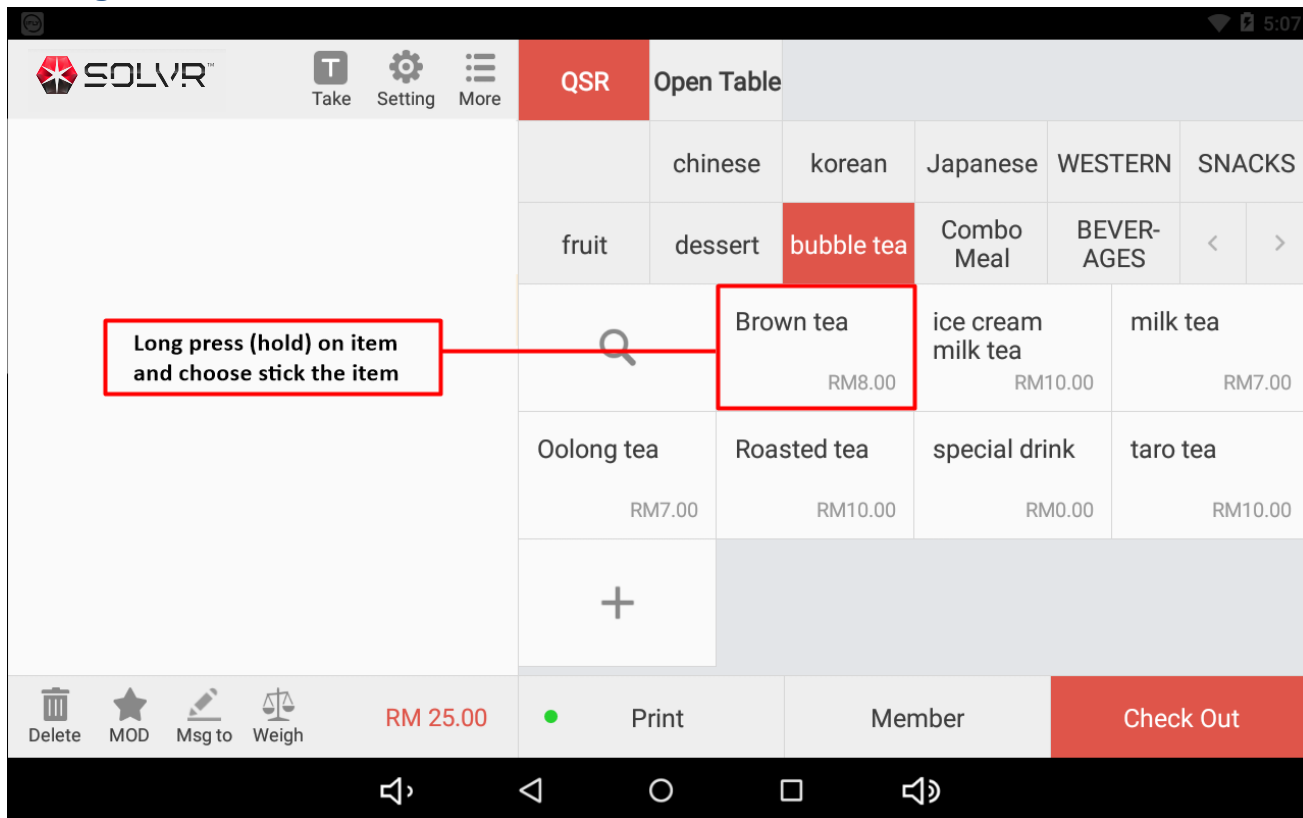 5:07
SOLVR™
T
Take
Setting
More
QSR
Open Table
chinese
korean
Japanese
WESTERN
SNACKS
fruit
dessert
bubble tea
Combo
Meal
BEVER-
AGES
<
>
Long press (hold) on item
and choose stick the item
Brown tea
RM8.00
ice cream
milk tea
RM10.00
milk tea
RM7.00
Oolong tea
RM7.00
Roasted tea
RM10.00
special drink
RM0.00
taro tea
RM10.00
+
Delete
MOD
Msg to
Weigh
RM 25.00
Print
Member
Check Out